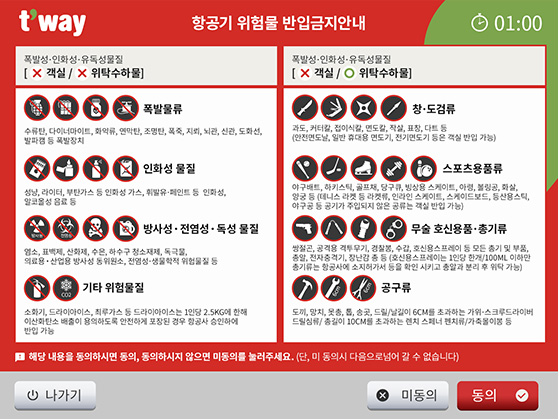 t'way
항공기 위험물 반입금지안내
01:00
폭발성·인화성·유독성물질
[ ✕ 객실 / ✕ 위탁수하물]
폭발물류
수류탄, 다이너마이트, 화약류, 연막탄, 조명탄, 폭죽, 지뢰, 뇌관, 신관, 도화선,
발파캡 등 폭발장치
인화성 물질
성냥, 라이터, 부탄가스 등 인화성 가스, 휘발유·페인트 등 인화성,
알코올성 음료 등
방사성·전염성·독성 물질
염소, 표백제, 산화제, 수은, 하수구 청소제제, 독극물,
의료용·산업용 방사성 동위원소, 전염성·생물학적 위험물질 등
CO2
기타 위험물질
소화기, 드라이아이스, 최루가스 등 드라이아이스는 1인당 2.5KG에 한해
이산화탄소 배출이 용의하도록 안전하게 포장된 경우 항공사 승인하에
반입 가능
폭발성·인화성·유독성물질
[ ✕ 객실 / O 위탁수하물]
창·도검류
과도, 커터칼, 접이식칼, 면도칼, 작살, 표창, 다트 등
(안전면도날, 일반 휴대용 면도기, 전기면도기 등은 객실 반입 가능)
스포츠용품류
야구배트, 하키스틱, 골프채, 당구큐, 빙상용 스케이트, 아령, 볼링공, 화살,
양궁 등 (테니스 라켓 등 라켓류, 인라인 스케이트, 스케이드보드, 등산용스틱,
야구공 등 공기가 주입되지 않은 공류는 객실 반입 가능)
무술 호신용품·총기류
쌍절곤, 공격용 격투무기, 경찰봉, 수갑, 호신용스프레이 등 모든 총기 및 부품,
총알, 전자충격기, 장난감 총 등 (호신용스프레이는 1인당 한개/100ML 이하만
총기류는 항공사에 소지허가서 등을 확인 시키고 총알과 분리 후 위탁 가능)
공구류
도끼, 망치, 못총, 톱, 송곳, 드릴/날길이 6CM를 초과하는 가위·스크루드라이버
드릴심류/ 총길이 10CM를 초과하는 렌치 스패너 펜치류/가축몰이봉 등
해당 내용을 동의하시면 동의, 동의하지 않으면 미동의를 눌러주세요. (단, 미 동의시 다음으로넘어 갈 수 없습니다)
나가기
미동의
동의